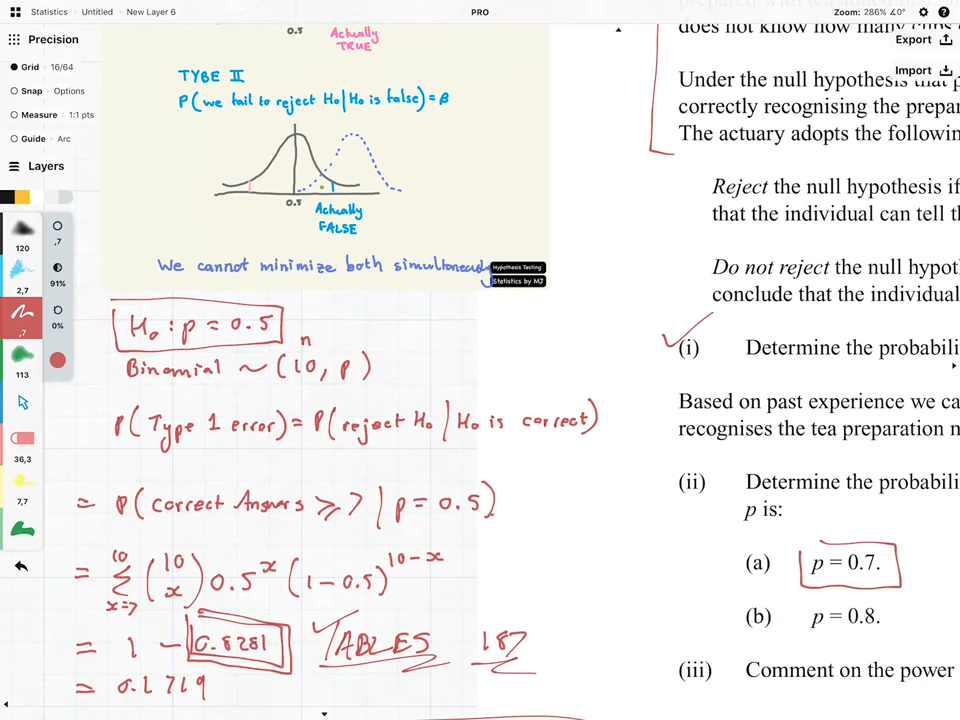 Statistics › Untitled › New Layer 6
PRO
Zoom: 286% ∡0°
Precision
Grid › 16/64
Snap › Options
Measure › 1:1 pts
Guide › Arc
Layers
Export
Import
120
,7
2,7
91%
,7
0%
113
36,3
7,7
0.5
Actually
TRUE
TYBE II
P(we fail to reject H₀ | H₀ is false) = β
0.5
Actually
FALSE
We cannot minimize both simultaneously
Hypothesis Testing
Statistics by MJ
H₀ : p = 0.5
n
Binomial ~ (10, p)
P(Type 1 error) = P(reject H₀ | H₀ is correct)
= P(correct Answers ⩾ 7 | p = 0.5)
= 10 Σ x=7 (10 x) 0.5^x (1 - 0.5)^10-x
= 1 - 0.8281 TABLES 187
= 0.1719
does not know how many cups
Under the null hypothesis that p
correctly recognising the prepar
The actuary adopts the followin
Reject the null hypothesis if
that the individual can tell th
Do not reject the null hypot
conclude that the individual
(i) Determine the probabili
Based on past experience we ca
recognises the tea preparation m
(ii) Determine the probabili
p is:
(a) p = 0.7.
(b) p = 0.8.
(iii) Comment on the power